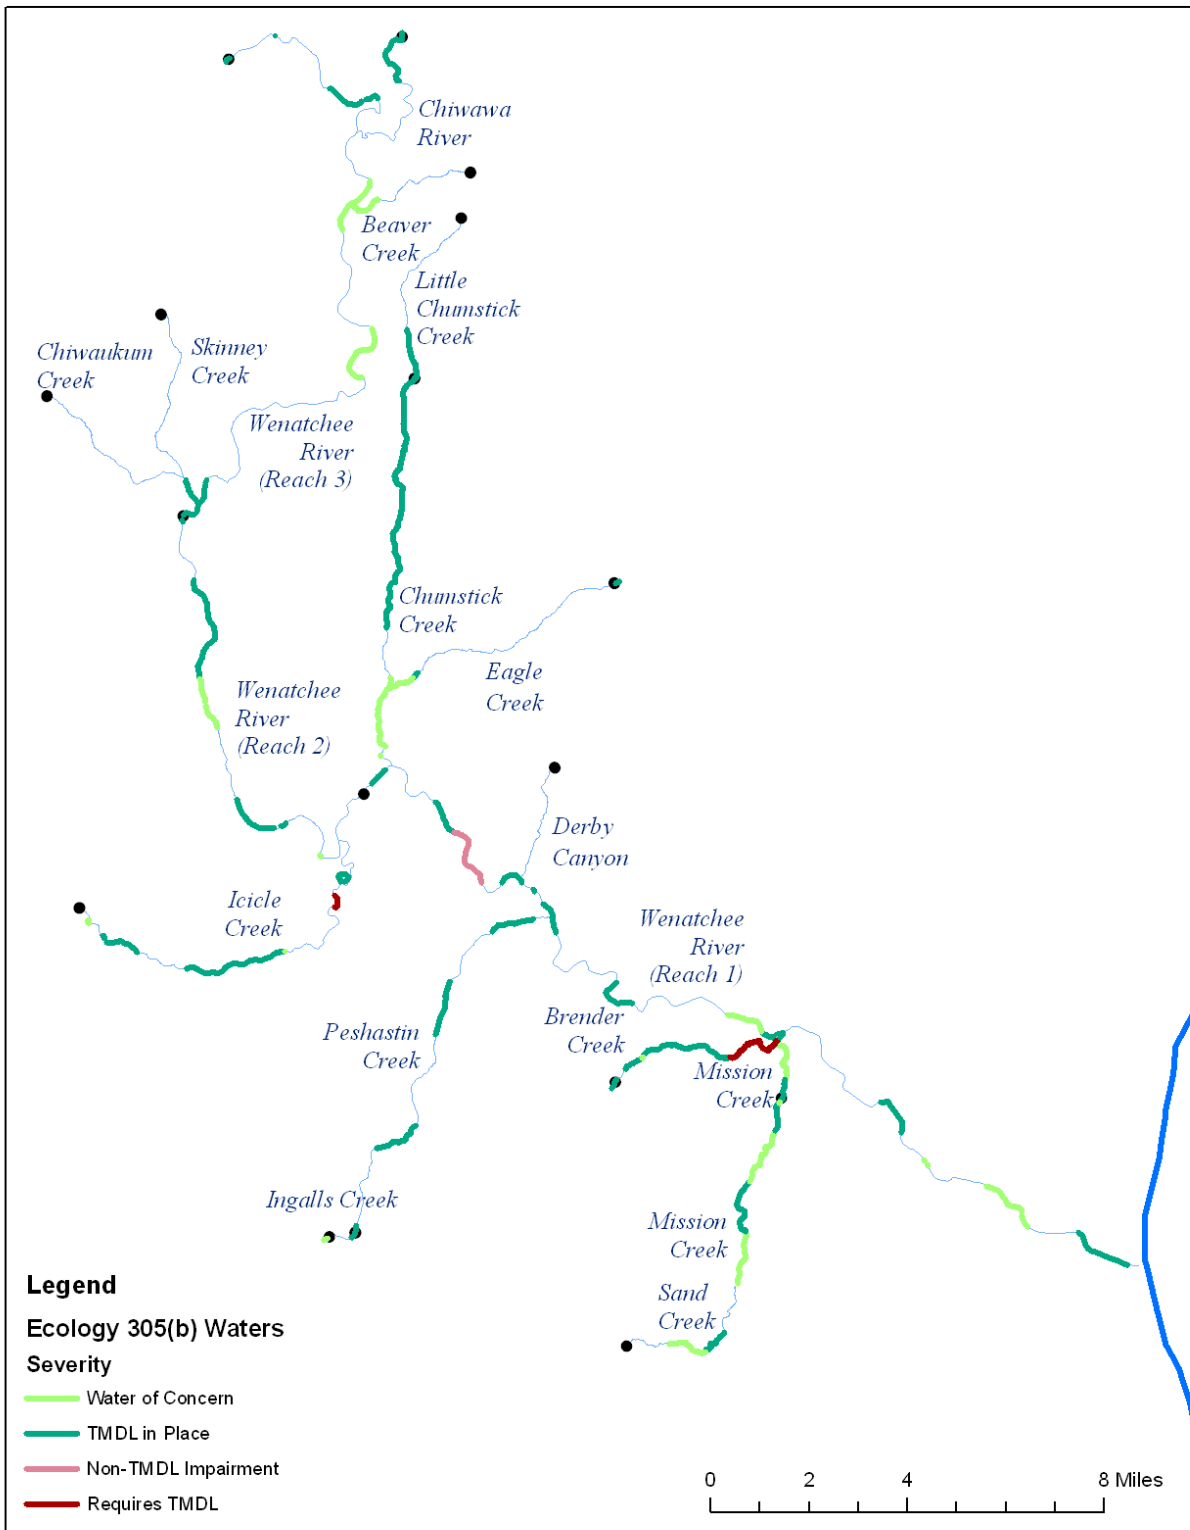 Chiwawa
River
Beaver
Creek
Little
Chumstick
Creek
Chiwaukum
Creek
Skinney
Creek
Wenatchee
River
(Reach 3)
Chumstick
Creek
Eagle
Creek
Wenatchee
River
(Reach 2)
Derby
Canyon
Icicle
Creek
Wenatchee
River
(Reach 1)
Peshastin
Creek
Brender
Creek
Mission
Creek
Ingalls Creek
Mission
Creek
Sand
Creek
Legend
Ecology 305(b) Waters
Severity
Water of Concern
TMDL in Place
Non-TMDL Impairment
Requires TMDL
0 2 4 8 Miles